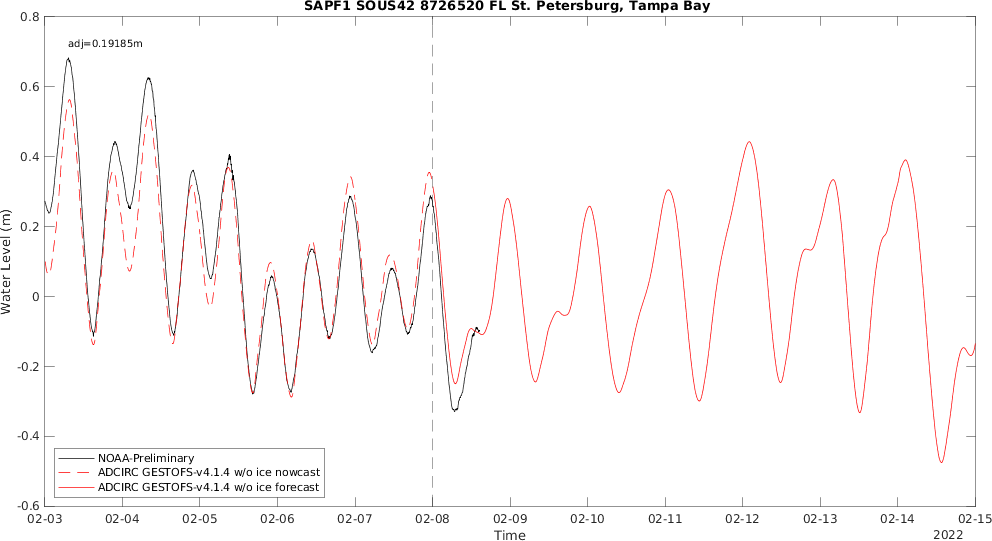 SAPF1 SOUS42 8726520 FL St. Petersburg, Tampa Bay
adj=0.19185m
Water Level (m)
0.8
0.6
0.4
0.2
0
-0.2
-0.4
-0.6
NOAA-Preliminary
ADCIRC GESTOFS-v4.1.4 w/o ice nowcast
ADCIRC GESTOFS-v4.1.4 w/o ice forecast
02-03 02-04 02-05 02-06 02-07 02-08 02-09 02-10 02-11 02-12 02-13 02-14 02-15
Time
2022